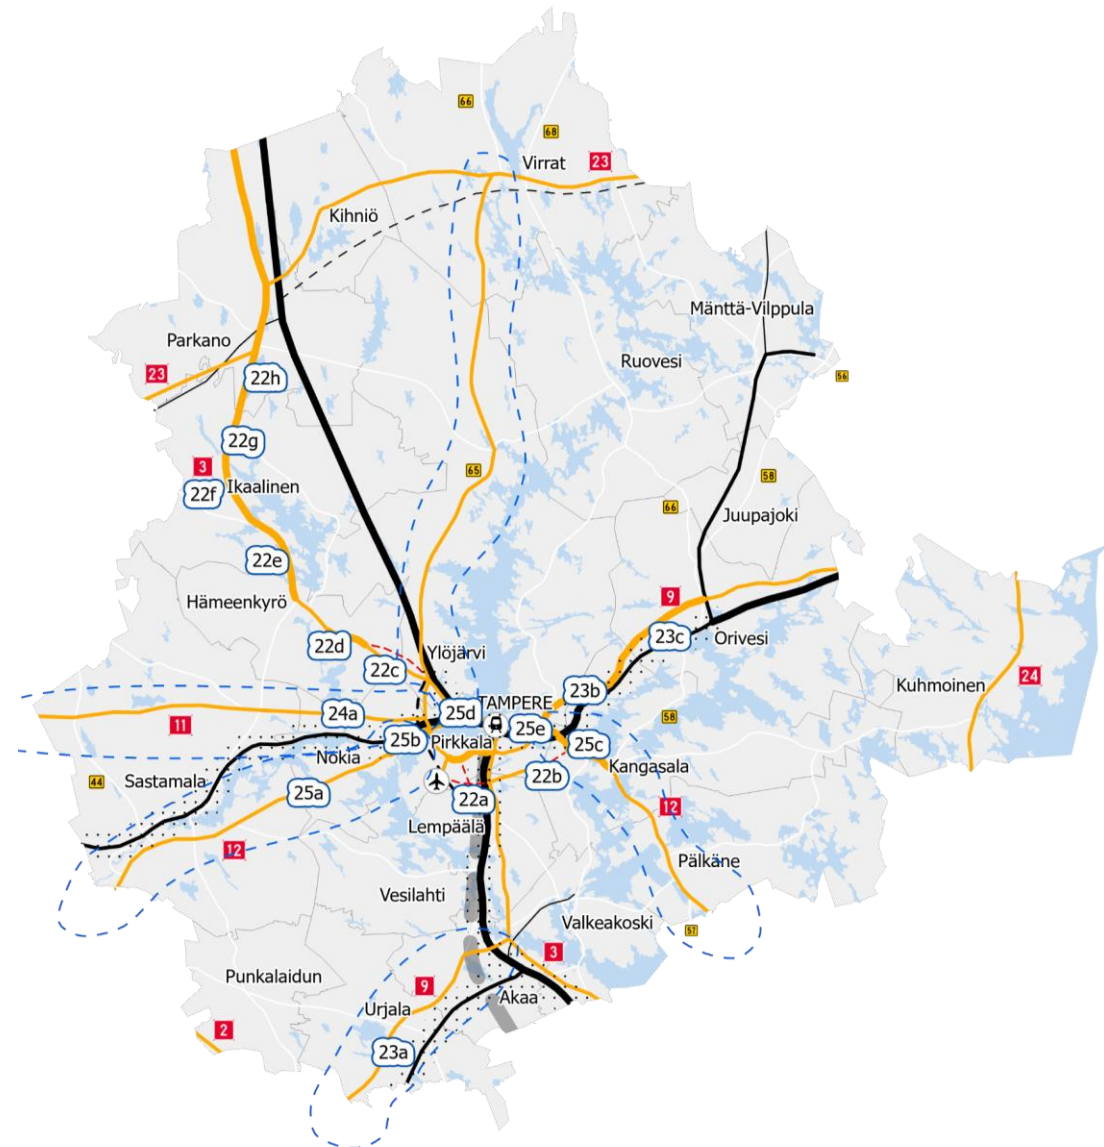 66
68
Virrat
23
Kihniö
Mänttä-Vilppula
Parkano
Ruovesi
23
22h
56
22g
3
65
Ikaalinen
58
22f
66
Juupajoki
22e
Hämeenkyrö
9
22d
23c
Orivesi
Ylöjärvi
22c
24
Kuhmoinen
23b
TAMPERE
24a
25d
58
11
25e
25b
Pirkkala
25c
Nokia
Kangasala
44
Sastamala
22b
25a
22a
12
Lempäälä
12
Pälkäne
Vesilahti
Valkeakoski
57
3
Punkalaidun
9
Akaa
Urjala
2
23a